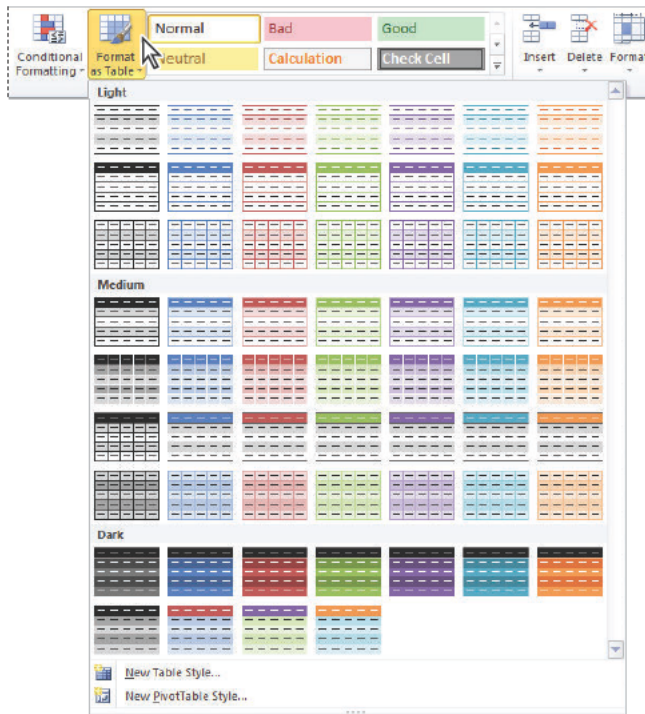 Normal Bad Good
Conditional Formatting Format as Table Neutral Calculation Check Cell Insert Delete Format
Light
Medium
Dark
New Table Style...
New PivotTable Style...